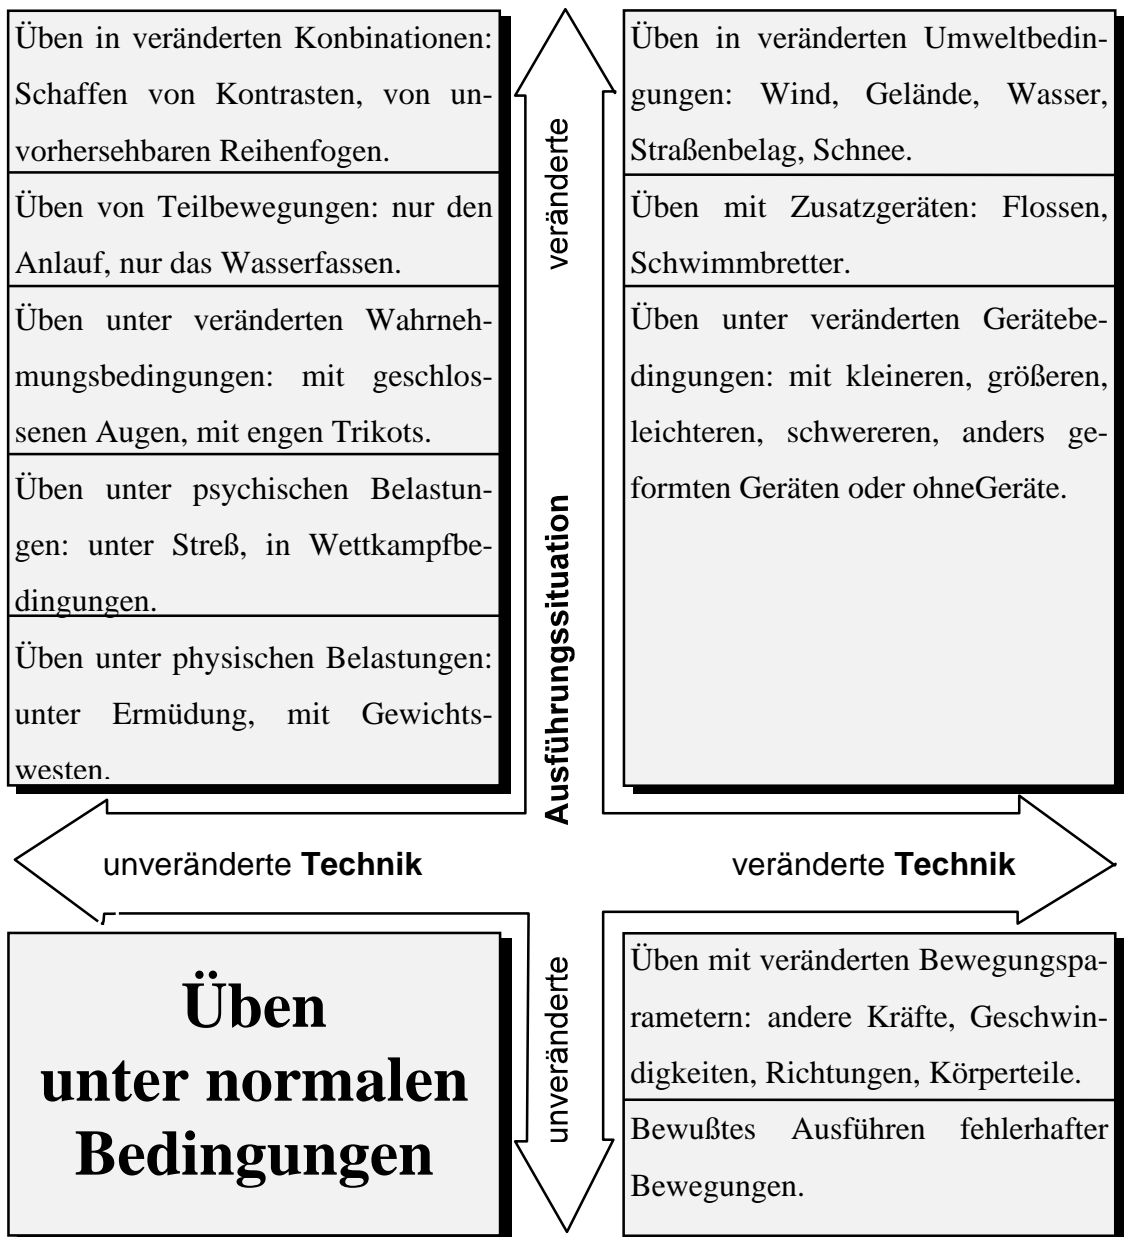 Üben in veränderten Konbinationen:
Schaffen von Kontrasten, von un-
vorhersehbaren Reihenfogen.
Üben von Teilbewegungen: nur den
Anlauf, nur das Wasserfassen.
Üben unter veränderten Wahrneh-
mungsbedingungen: mit geschlos-
senen Augen, mit engen Trikots.
Üben unter psychischen Belastun-
gen: unter Streß, in Wettkampfbe-
dingungen.
Üben unter physischen Belastungen:
unter Ermüdung, mit Gewichts-
westen.
veränderte
Ausführungssituation
Üben in veränderten Umweltbedin-
gungen: Wind, Gelände, Wasser,
Straßenbelag, Schnee.
Üben mit Zusatzgeräten: Flossen,
Schwimmbretter.
Üben unter veränderten Gerätebe-
dingungen: mit kleineren, größeren,
leichteren, schwereren, anders ge-
formten Geräten oder ohneGeräte.
unveränderte Technik
veränderte Technik
Üben
unter normalen
Bedingungen
unveränderte
Üben mit veränderten Bewegungspa-
rametern: andere Kräfte, Geschwin-
digkeiten, Richtungen, Körperteile.
Bewußtes Ausführen fehlerhafter
Bewegungen.